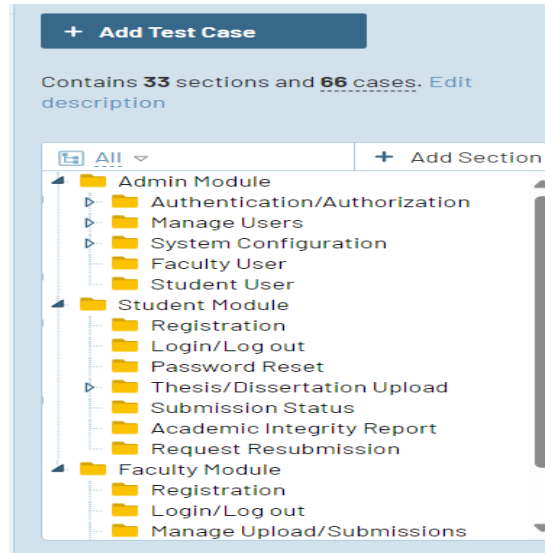 + Add Test Case
Contains 33 sections and 66 cases. Edit
description
All + Add Section
Admin Module
Authentication/Authorization
Manage Users
System Configuration
Faculty User
Student User
Student Module
Registration
Login/Log out
Password Reset
Thesis/Dissertation Upload
Submission Status
Academic Integrity Report
Request Resubmission
Faculty Module
Registration
Login/Log out
Manage Upload/Submissions